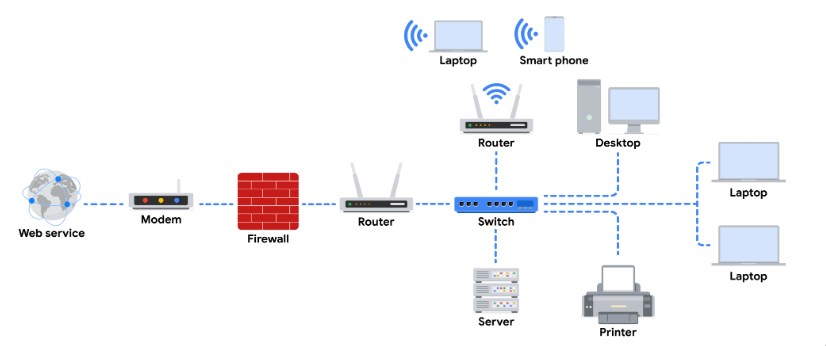 Laptop
Smart phone
Router
Desktop
Laptop
Web service
Modem
Firewall
Router
Switch
Laptop
Server
Printer